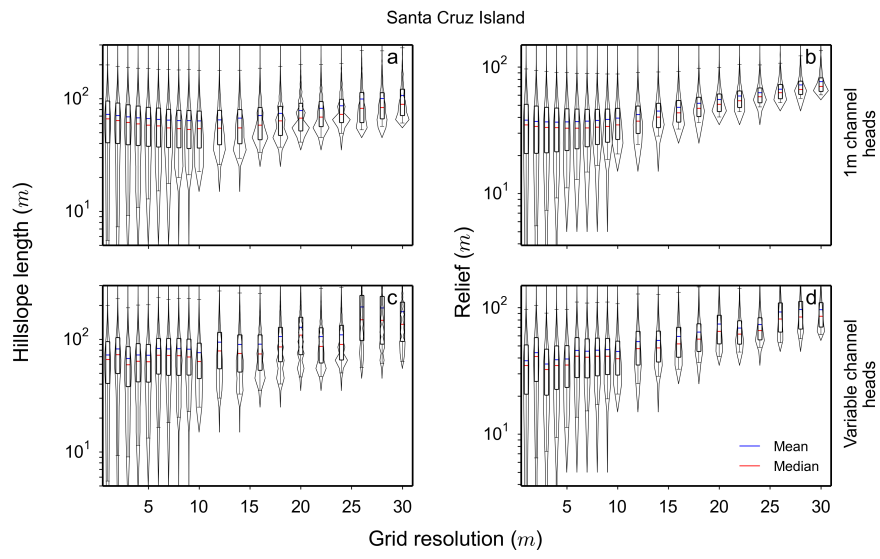 Santa Cruz Island
a
b
10²
10¹
Hillslope length (m)
10²
10¹
Relief (m)
1m channel
heads
c
d
10²
10¹
10²
10¹
Variable channel
heads
Mean
Median
5 10 15 20 25 30
5 10 15 20 25 30
Grid resolution (m)